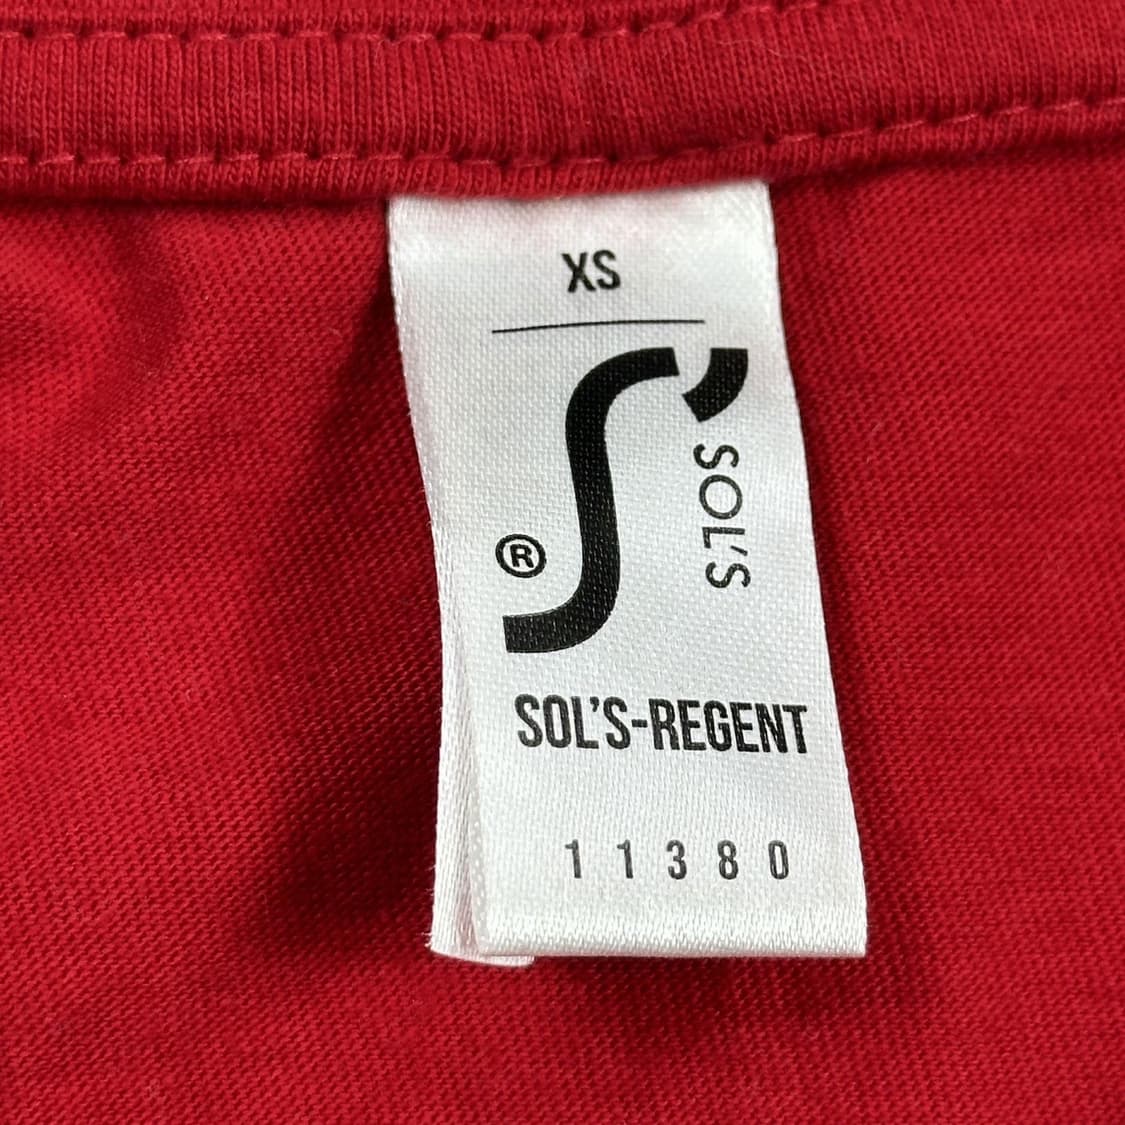 XS
SOL'S
®
SOL'S-REGENT
11380